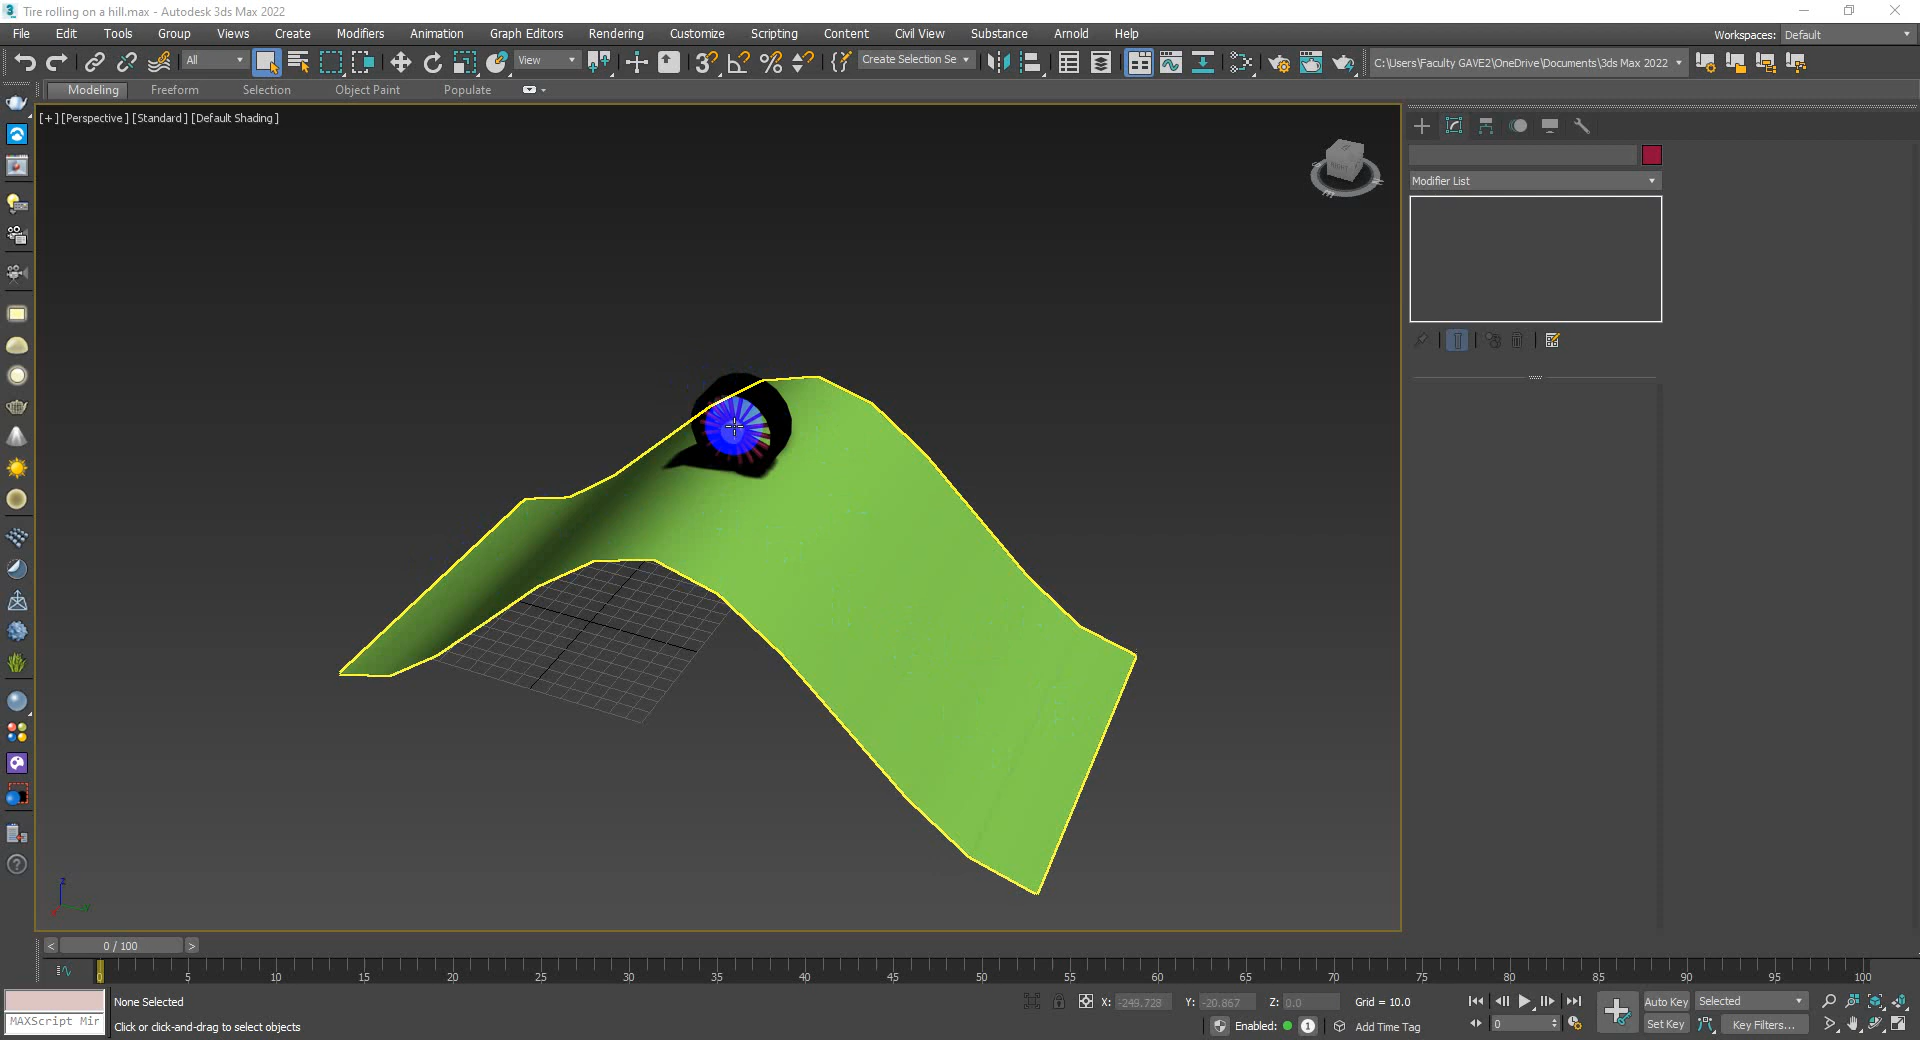 Tire rolling on a hill.max - Autodesk 3ds Max 2022
File Edit Tools Group Views Create Modifiers Animation Graph Editors Rendering Customize Scripting Content Civil View Substance Arnold Help Workspaces: Default
All View Create Selection Se C:\Users\Faculty GAVE2\OneDrive\Documents\3ds Max 2022
Modeling Freeform Selection Object Paint Populate
[+] [Perspective] [Standard] [Default Shading]
Modifier List
z
y
< 0 / 100 >
0 5 10 15 20 25 30 35 40 45 50 55 60 65 70 75 80 85 90 95 100
None Selected X: -249.728 Y: -20.867 Z: 0.0 Grid = 10.0 Auto Key Selected
MAXScript Mir Click or click-and-drag to select objects Enabled: 1 Add Time Tag 0 Set Key Key Filters...